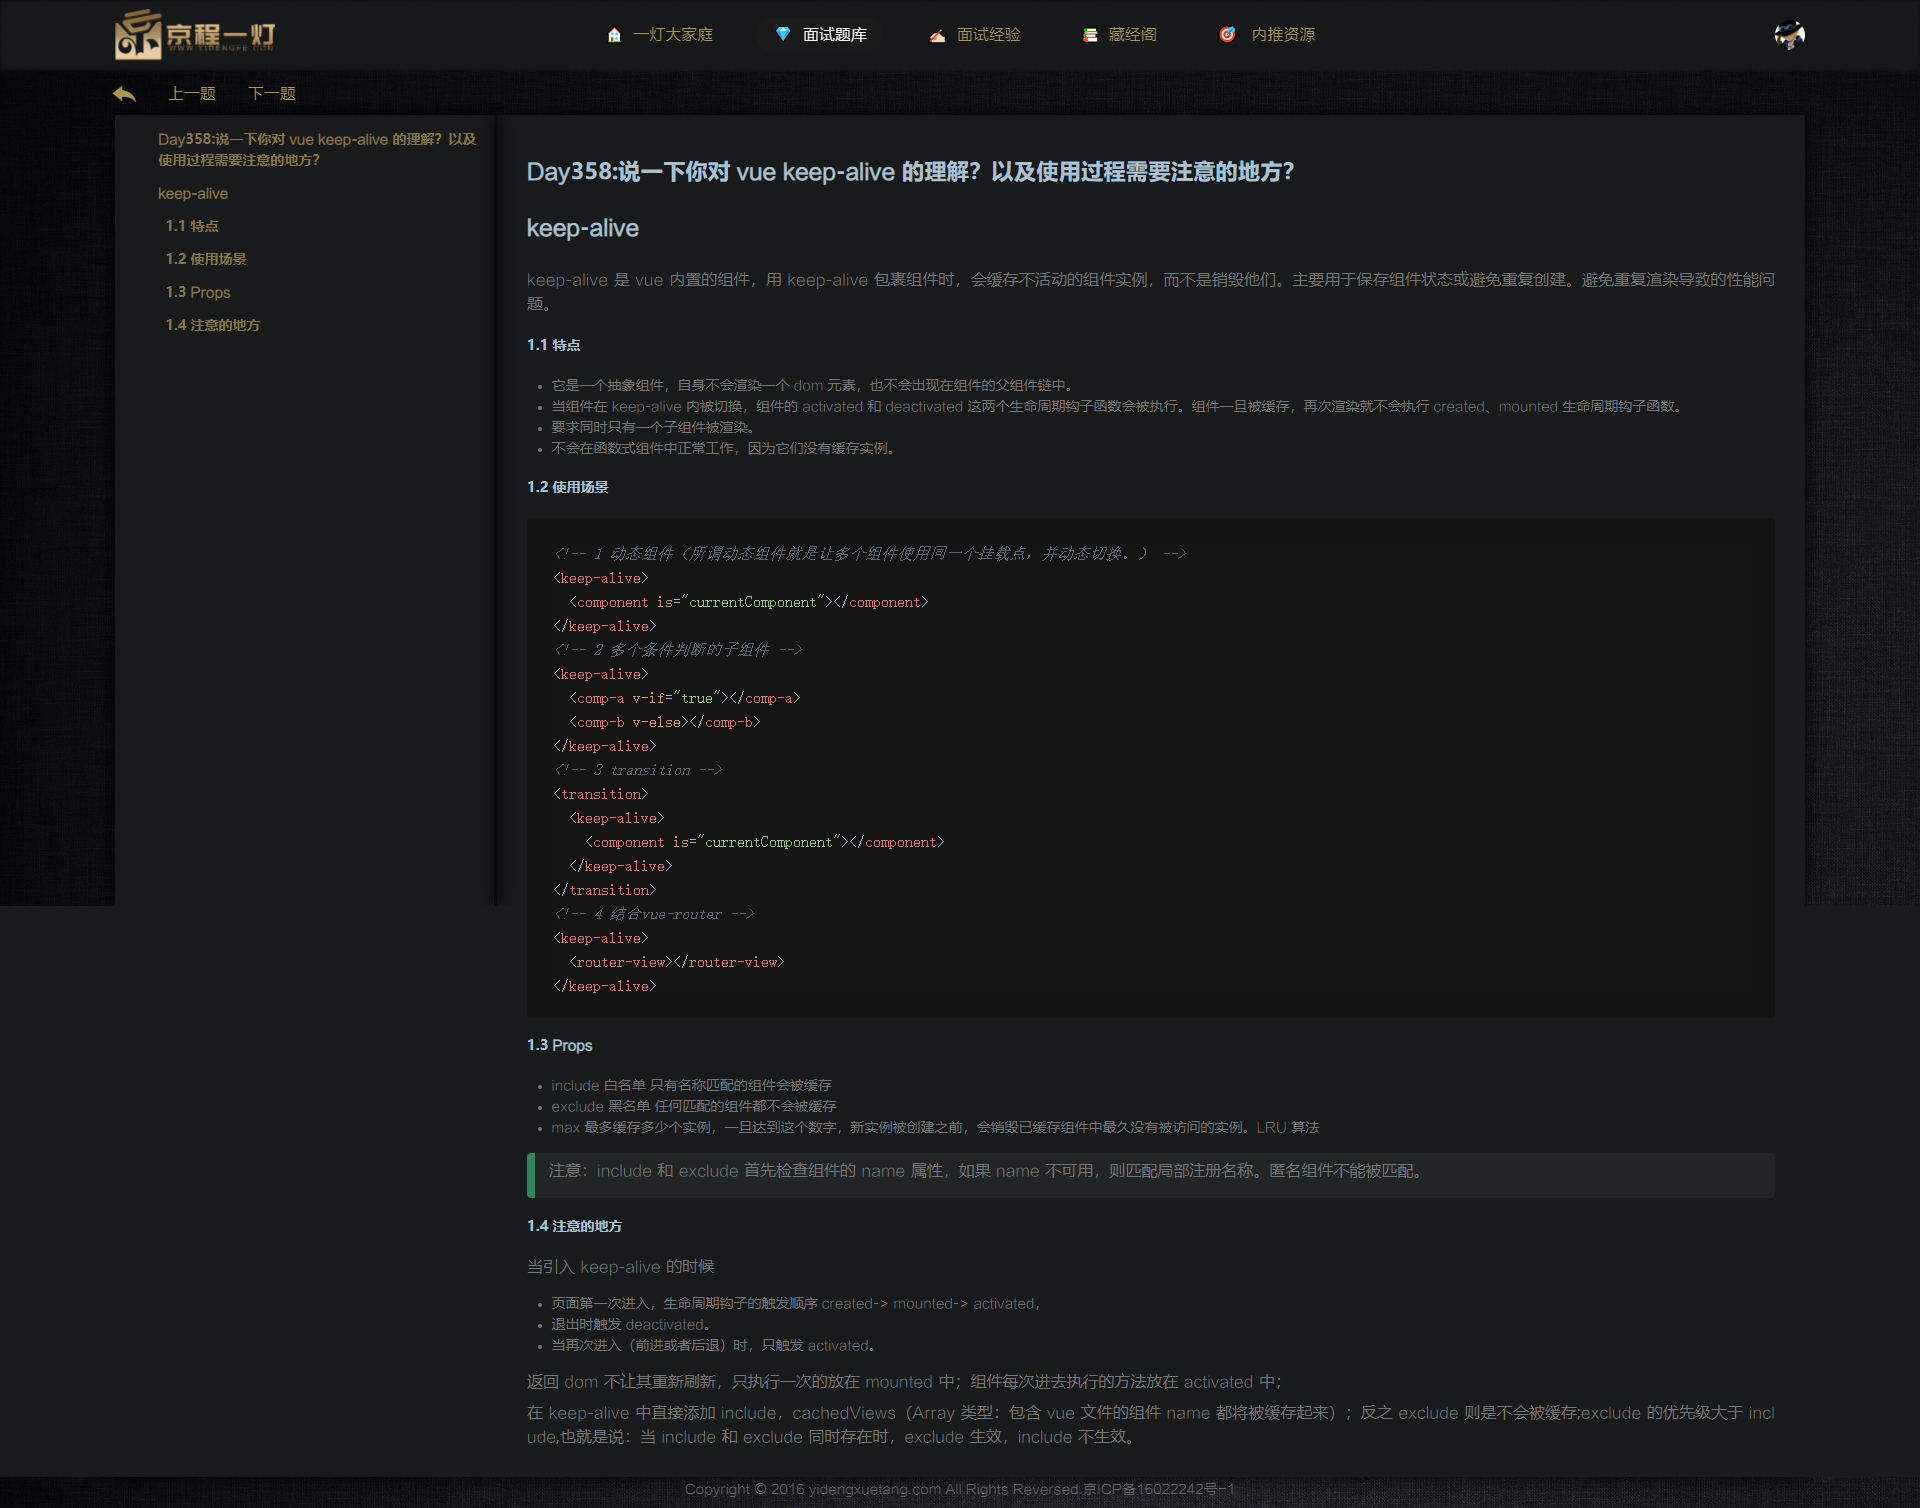 京程一灯
WWW.YIDENGFE.COM
一灯大家庭
面试题库
面试经验
藏经阁
内推资源
上一题
下一题
Day358:说一下你对 vue keep-alive 的理解？以及
使用过程需要注意的地方？
keep-alive
1.1 特点
1.2 使用场景
1.3 Props
1.4 注意的地方
Day358:说一下你对 vue keep-alive 的理解？以及使用过程需要注意的地方？
keep-alive
keep-alive 是 vue 内置的组件，用 keep-alive 包裹组件时，会缓存不活动的组件实例，而不是销毁他们。主要用于保存组件状态或避免重复创建。避免重复渲染导致的性能问
题。
1.1 特点
它是一个抽象组件，自身不会渲染一个 dom 元素，也不会出现在组件的父组件链中。
当组件在 keep-alive 内被切换，组件的 activated 和 deactivated 这两个生命周期钩子函数会被执行。组件一旦被缓存，再次渲染就不会执行 created、mounted 生命周期钩子函数。
要求同时只有一个子组件被渲染。
不会在函数式组件中正常工作，因为它们没有缓存实例。
1.2 使用场景
<!-- 1 动态组件（所谓动态组件就是让多个组件使用同一个挂载点，并动态切换。） -->
<keep-alive>
  <component is="currentComponent"></component>
</keep-alive>
<!-- 2 多个条件判断的子组件 -->
<keep-alive>
  <comp-a v-if="true"></comp-a>
  <comp-b v-else></comp-b>
</keep-alive>
<!-- 3 transition -->
<transition>
  <keep-alive>
    <component is="currentComponent"></component>
  </keep-alive>
</transition>
<!-- 4 结合vue-router -->
<keep-alive>
  <router-view></router-view>
</keep-alive>
1.3 Props
include 白名单 只有名称匹配的组件会被缓存
exclude 黑名单 任何匹配的组件都不会被缓存
max 最多缓存多少个实例，一旦达到这个数字，新实例被创建之前，会销毁已缓存组件中最久没有被访问的实例。LRU 算法
注意：include 和 exclude 首先检查组件的 name 属性，如果 name 不可用，则匹配局部注册名称。匿名组件不能被匹配。
1.4 注意的地方
当引入 keep-alive 的时候
页面第一次进入，生命周期钩子的触发顺序 created-> mounted-> activated，
退出时触发 deactivated。
当再次进入（前进或者后退）时，只触发 activated。
返回 dom 不让其重新刷新，只执行一次的放在 mounted 中；组件每次进去执行的方法放在 activated 中；
在 keep-alive 中直接添加 include，cachedViews（Array 类型：包含 vue 文件的组件 name 都将被缓存起来）；反之 exclude 则是不会被缓存;exclude 的优先级大于 incl
ude,也就是说：当 include 和 exclude 同时存在时，exclude 生效，include 不生效。
Copyright © 2016 yidengxuetang.com All Rights Reversed.京ICP备16022242号-1